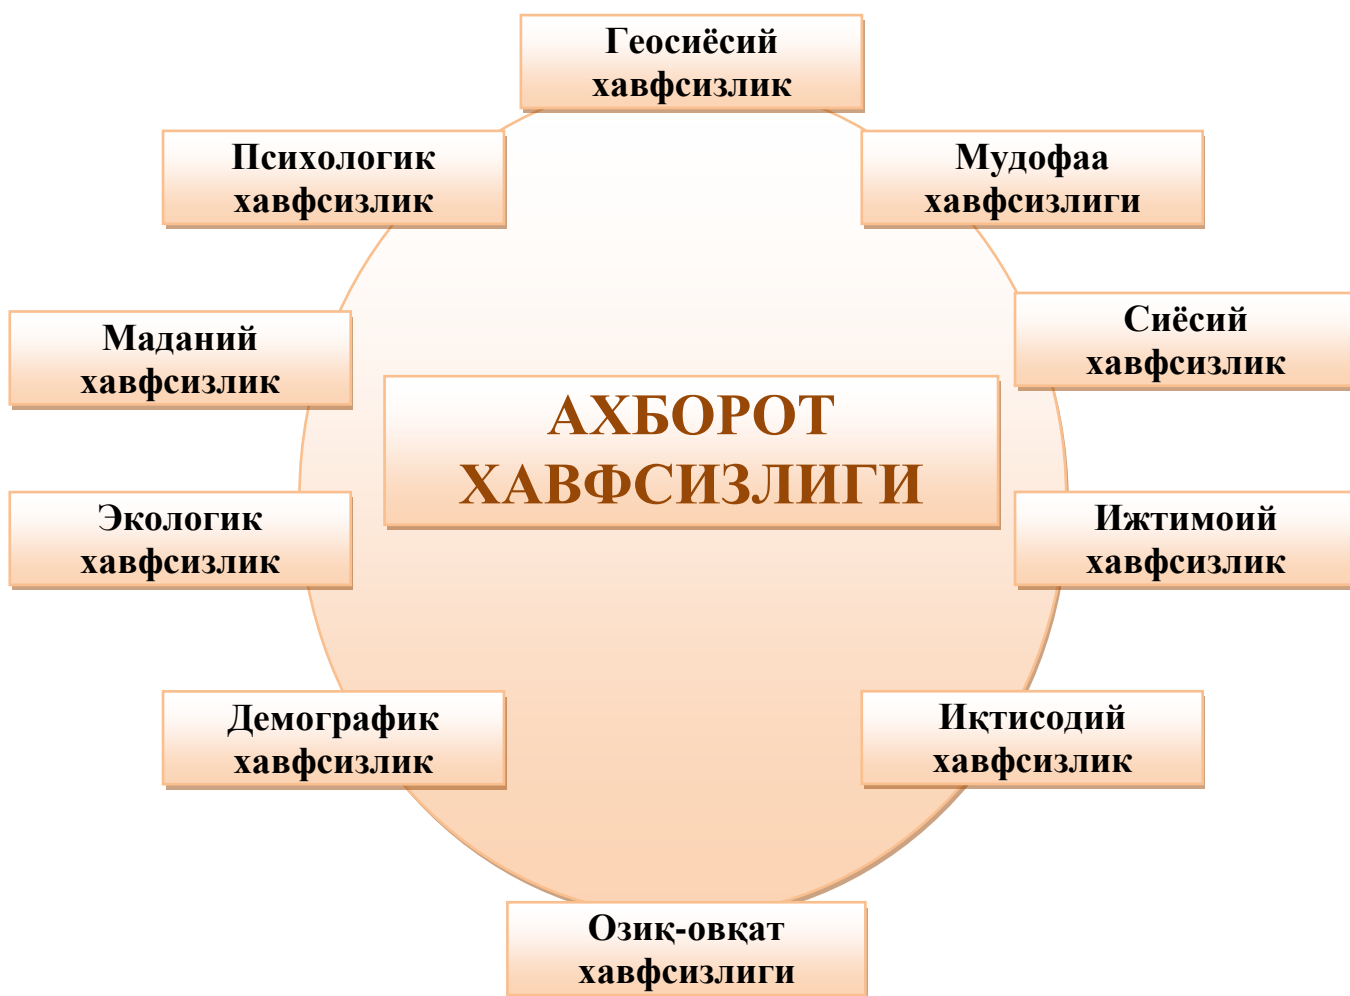 Геосиёсий
хавфсизлик
Психологик
хавфсизлик
Мудофаа
хавфсизлиги
Маданий
хавфсизлик
Сиёсий
хавфсизлик
АХБОРОТ
ХАВФСИЗЛИГИ
Экологик
хавфсизлик
Ижтимоий
хавфсизлик
Демографик
хавфсизлик
Иқтисодий
хавфсизлик
Озиқ-овқат
хавфсизлиги